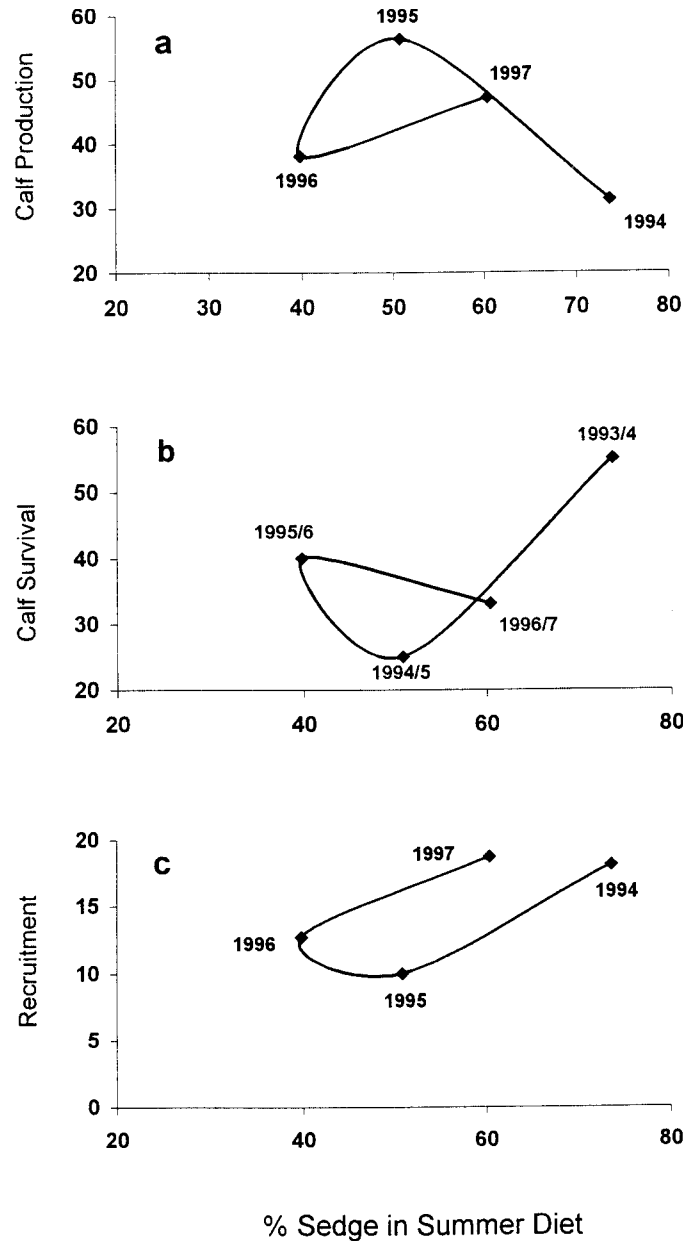 60
50
40
30
20
Calf Production
a
1995
1997
1996
1994
20 30 40 50 60 70 80
60
50
40
30
20
Calf Survival
b
1993/4
1995/6
1996/7
1994/5
20 40 60 80
20
15
10
5
0
Recruitment
c
1997
1994
1996
1995
20 40 60 80
% Sedge in Summer Diet